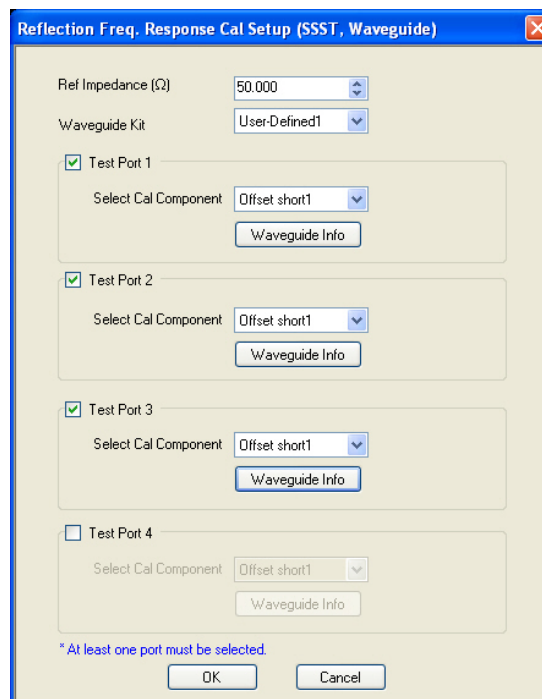 Reflection Freq. Response Cal Setup (SSST, Waveguide)
Ref Impedance (Ω) 50.000
Waveguide Kit User-Defined1
Test Port 1
Select Cal Component Offset short1
Waveguide Info
Test Port 2
Select Cal Component Offset short1
Waveguide Info
Test Port 3
Select Cal Component Offset short1
Waveguide Info
Test Port 4
Select Cal Component Offset short1
Waveguide Info
* At least one port must be selected.
OK Cancel